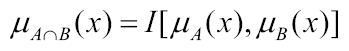 μ_{A∩B}(x) = I[μ_A(x), μ_B(x)]